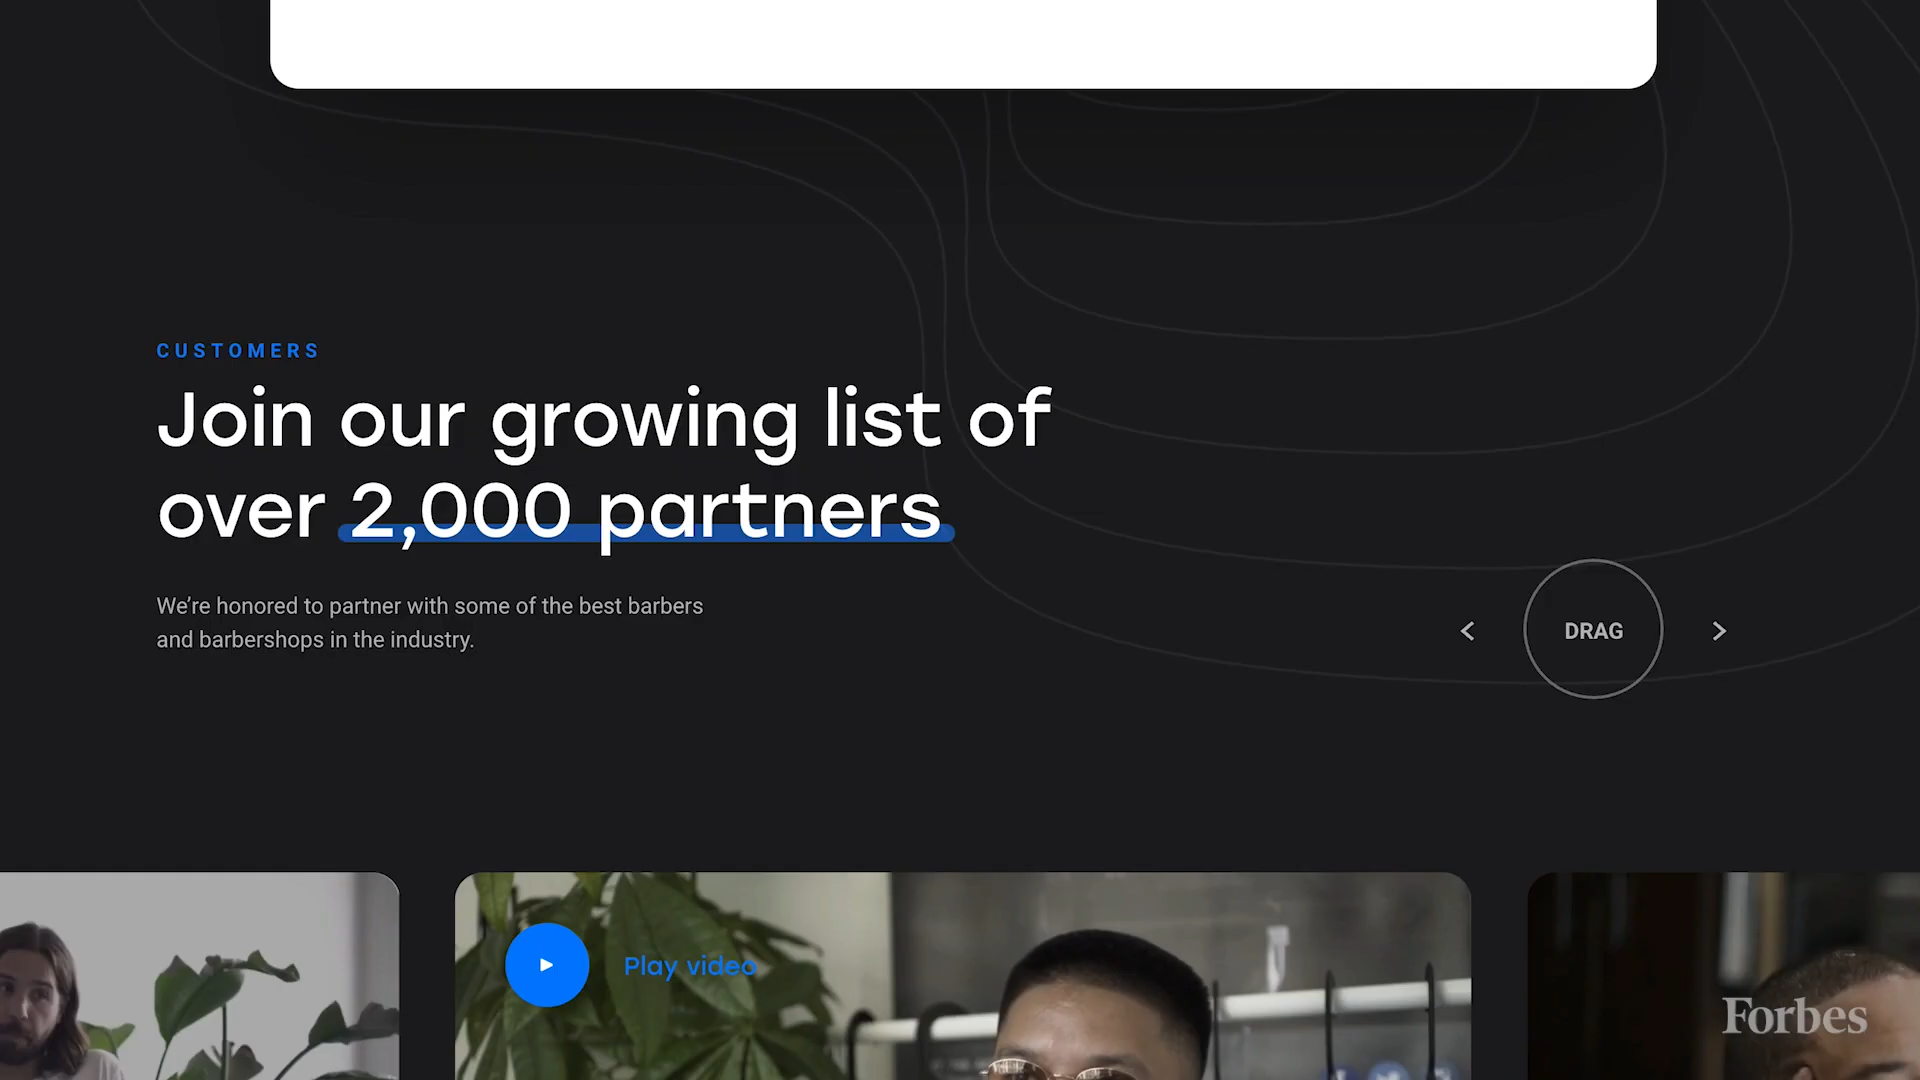 CUSTOMERS
Join our growing list of
over 2,000 partners
We’re honored to partner with some of the best barbers
and barbershops in the industry.
DRAG
Play video
Forbes